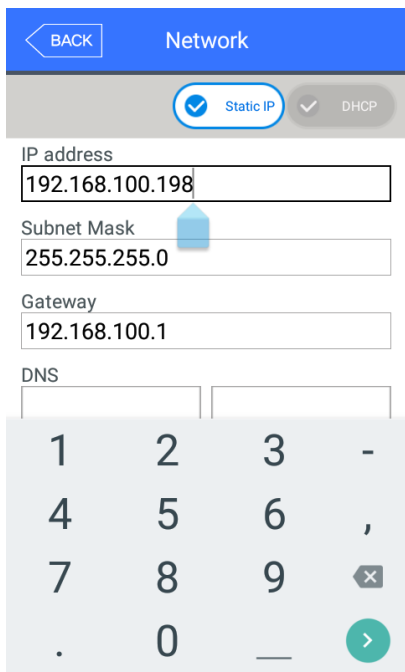 BACK Network
Static IP DHCP
IP address
192.168.100.198
Subnet Mask
255.255.255.0
Gateway
192.168.100.1
DNS
1 2 3 -
4 5 6 ,
7 8 9
. 0 _